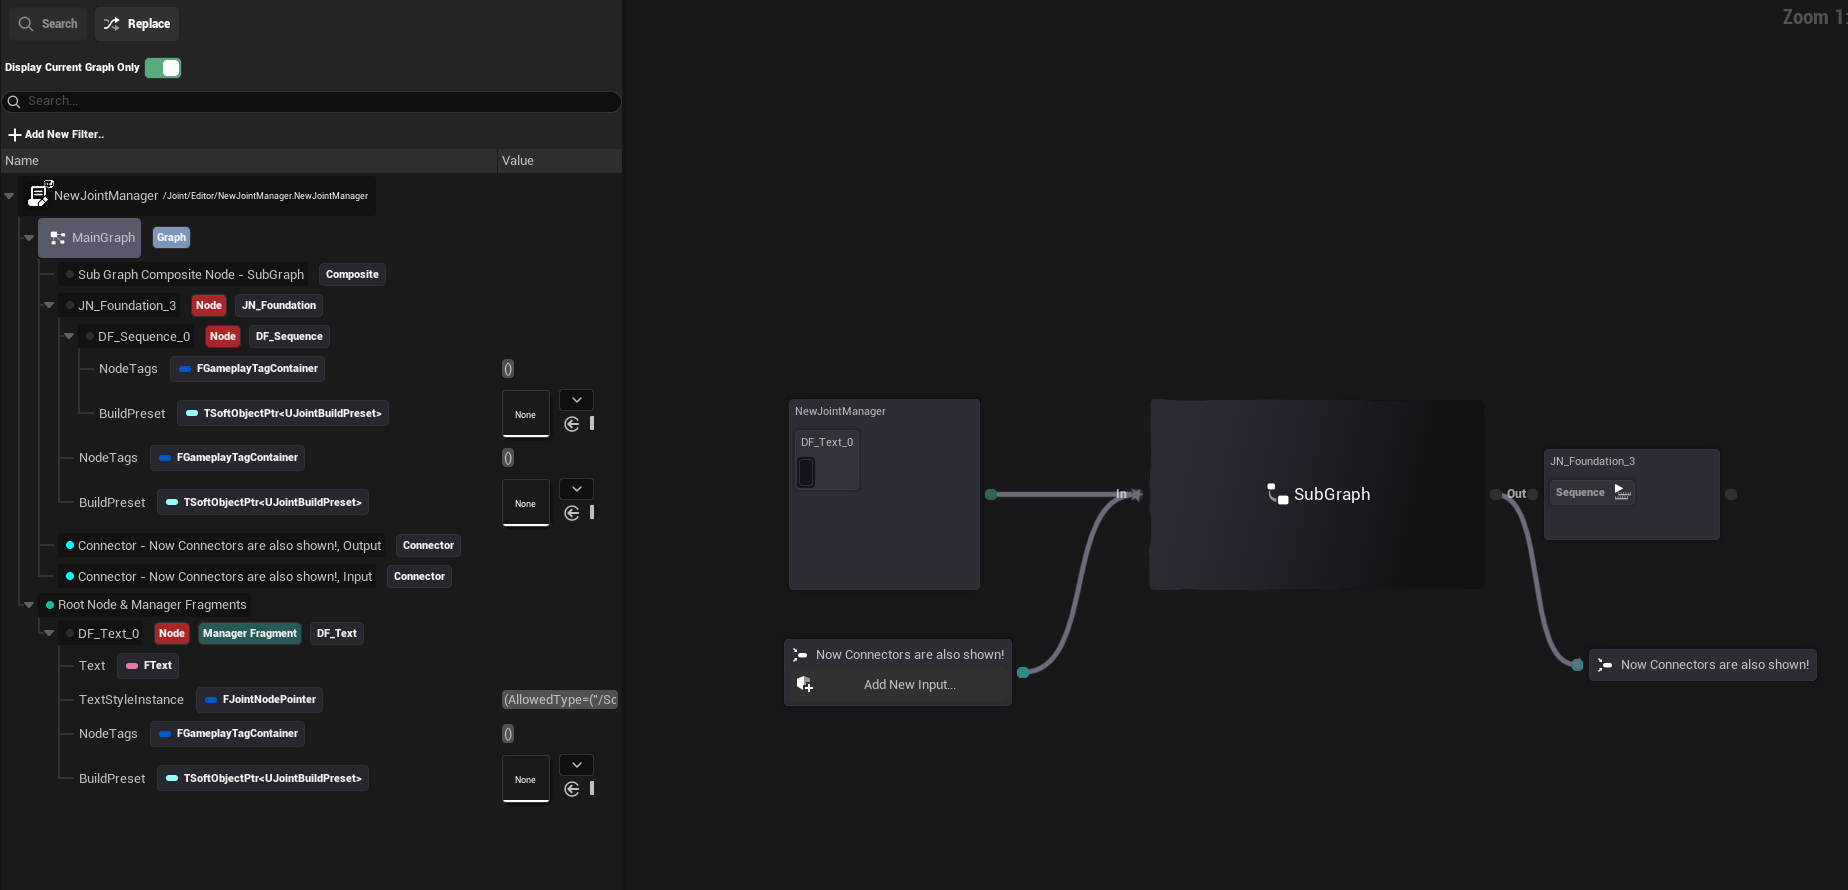 Search
Replace
Display Current Graph Only
Search...
Add New Filter..
Name Value
NewJointManager /Joint/Editor/NewJointManager.NewJointManager
MainGraph Graph
Sub Graph Composite Node - SubGraph Composite
JN_Foundation_3 Node JN_Foundation
DF_Sequence_0 Node DF_Sequence
NodeTags FGameplayTagContainer ()
BuildPreset TSoftObjectPtr<UJointBuildPreset> None
NodeTags FGameplayTagContainer ()
BuildPreset TSoftObjectPtr<UJointBuildPreset> None
Connector - Now Connectors are also shown!, Output Connector
Connector - Now Connectors are also shown!, Input Connector
Root Node & Manager Fragments
DF_Text_0 Node Manager Fragment DF_Text
Text FText
TextStyleInstance FJointNodePointer (AllowedType=("/Sc
NodeTags FGameplayTagContainer ()
BuildPreset TSoftObjectPtr<UJointBuildPreset> None
Zoom 1:
NewJointManager
DF_Text_0
In
SubGraph
Out
JN_Foundation_3
Sequence
Now Connectors are also shown!
Add New Input...
Now Connectors are also shown!